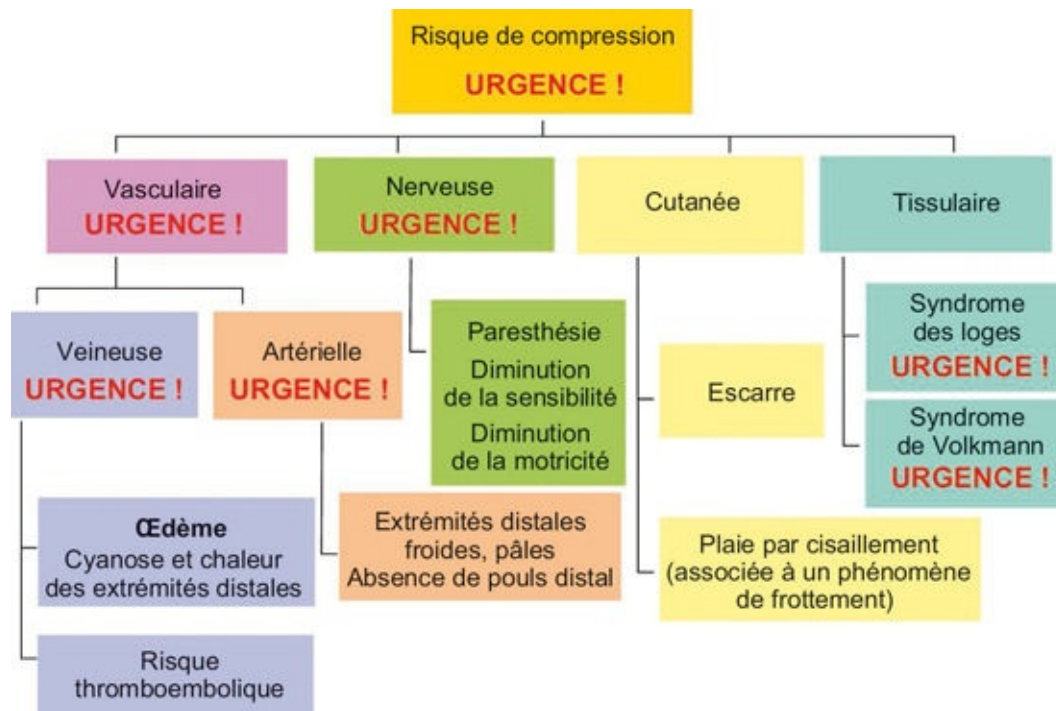 Risque de compression
URGENCE !
Vasculaire
URGENCE !
Nerveuse
URGENCE !
Cutanée
Tissulaire
Veineuse
URGENCE !
Artérielle
URGENCE !
Paresthésie
Diminution
de la sensibilité
Diminution
de la motricité
Escarre
Syndrome
des loges
URGENCE !
Syndrome
de Volkmann
URGENCE !
Œdème
Cyanose et chaleur
des extrémités distales
Extrémités distales
froides, pâles
Absence de pouls distal
Plaie par cisaillement
(associée à un phénomène
de frottement)
Risque
thromboembolique